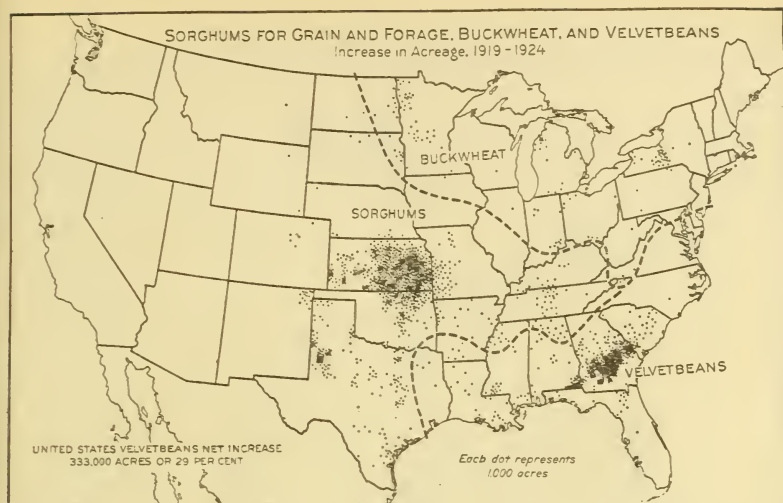 SORGHUMS FOR GRAIN AND FORAGE, BUCKWHEAT, AND VELVETBEANS
Increase in Acreage, 1919-1924
BUCKWHEAT
SORGHUMS
VELVETBEANS
UNITED STATES VELVETBEANS NET INCREASE
333,000 ACRES OR 29 PER CENT
Each dot represents
1,000 acres